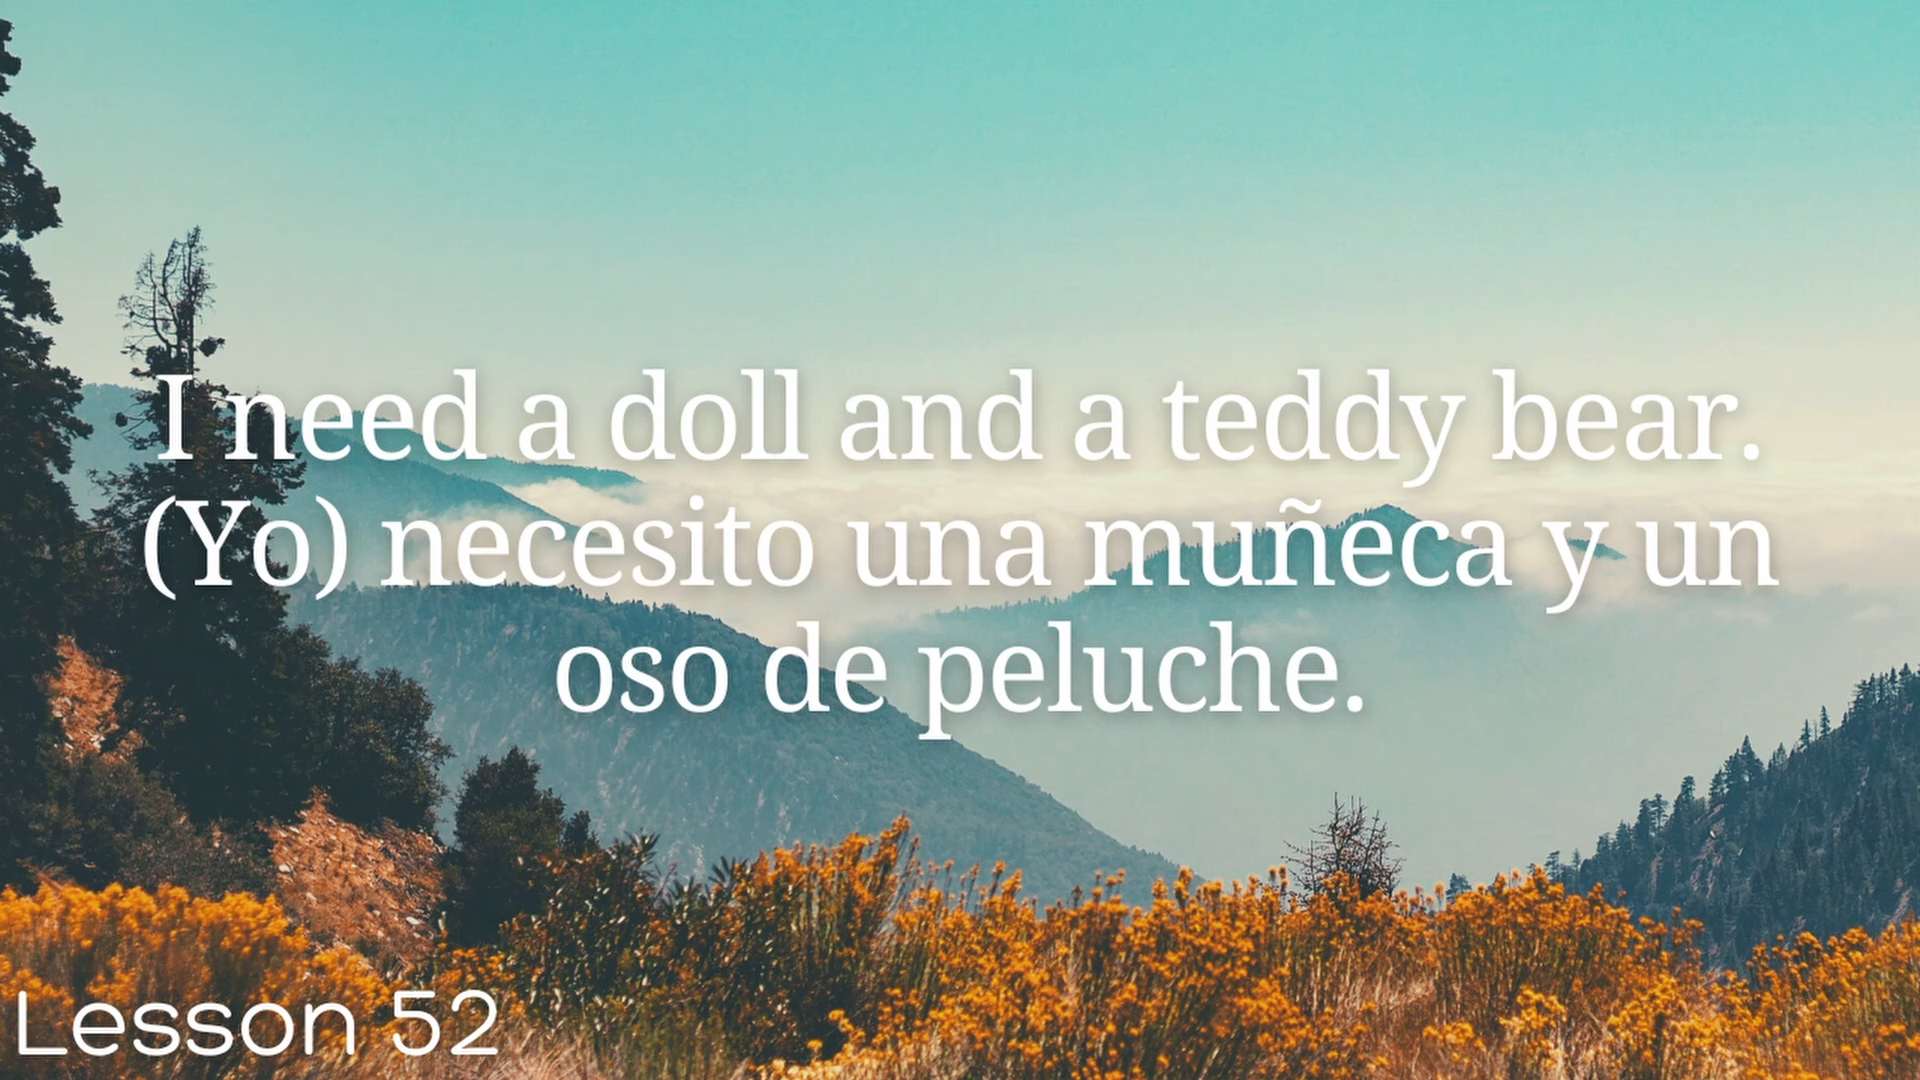 I need a doll and a teddy bear.
(Yo) necesito una muñeca y un
oso de peluche.
Lesson 52